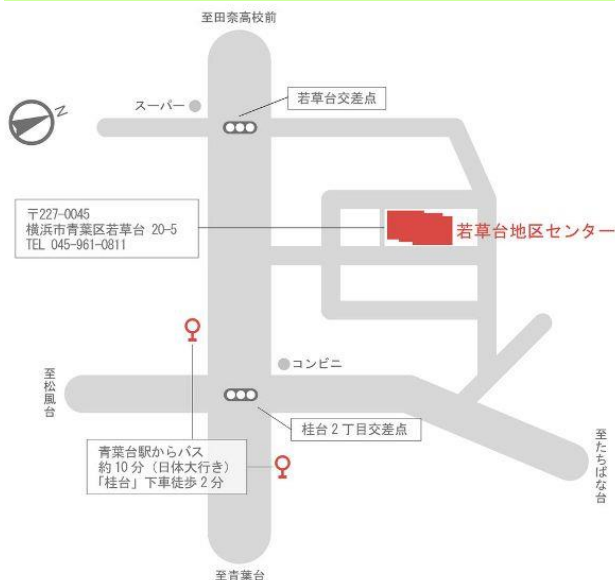 至田奈高校前
スーパー
若草台交差点
N
〒227-0045
横浜市青葉区若草台 20-5
TEL 045-961-0811
若草台地区センター
コンビニ
至松風台
桂台2丁目交差点
青葉台駅からバス
約10分（日体大行き）
「桂台」下車徒歩2分
至たちばな台
至青葉台